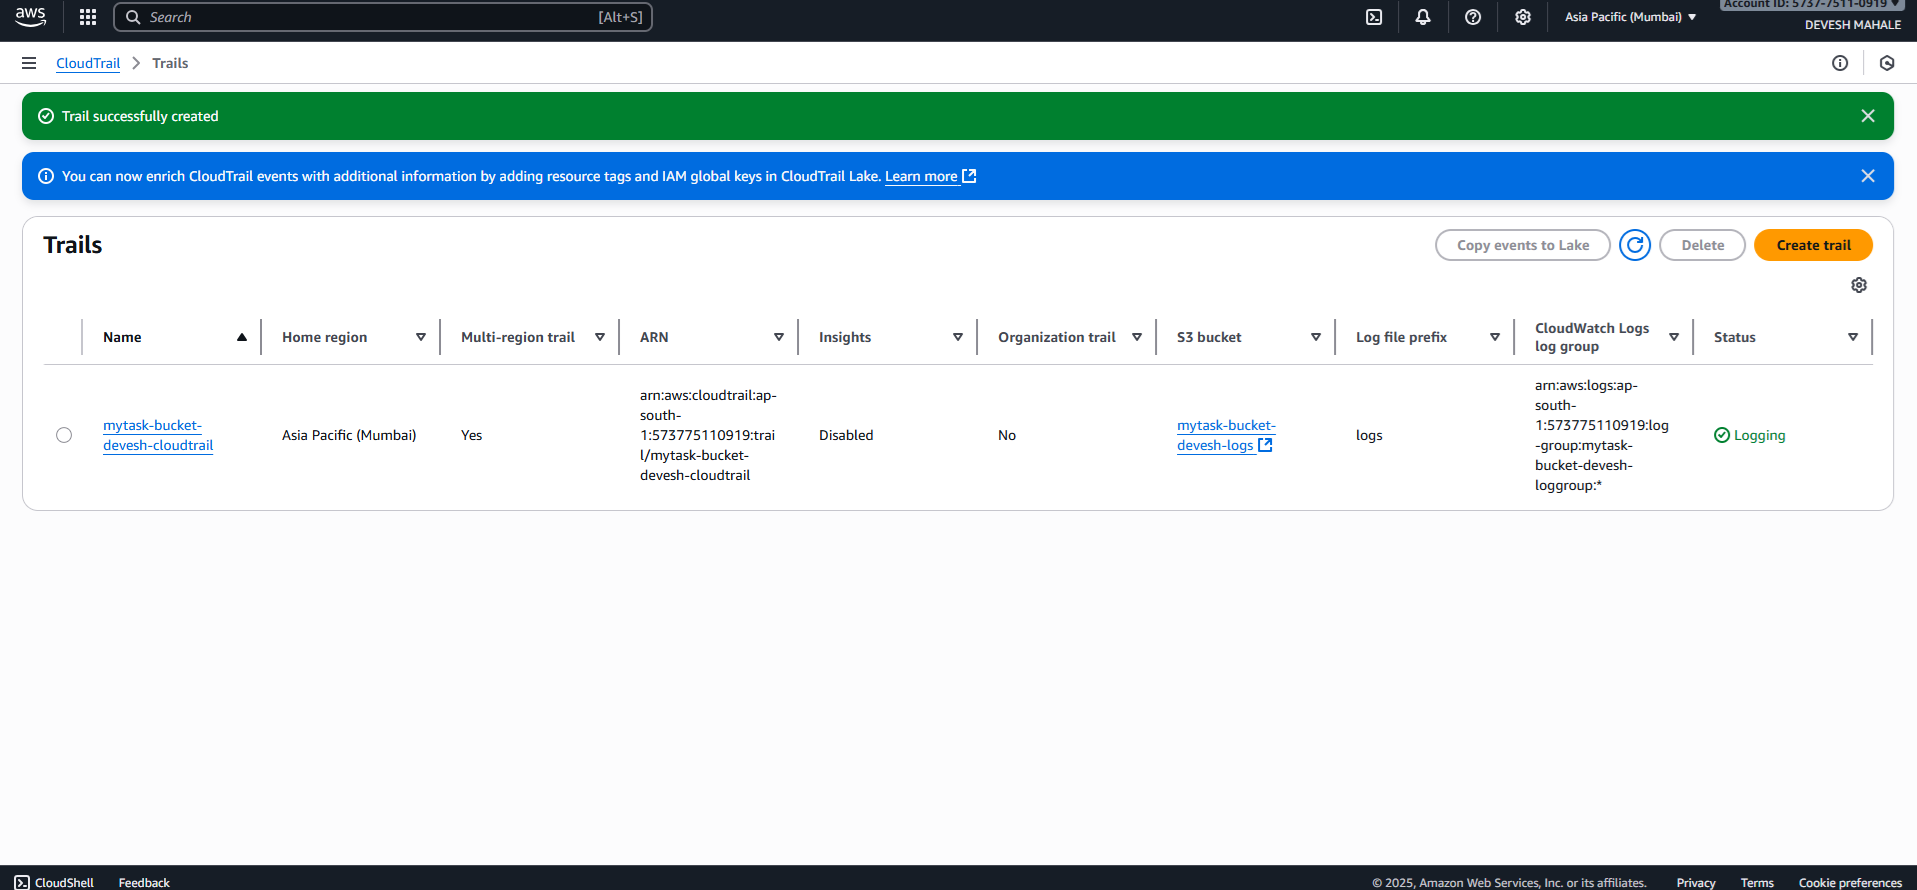 aws
Search [Alt+S]
Asia Pacific (Mumbai)
Account ID: 5737-7511-0919
DEVESH MAHALE
CloudTrail > Trails
Trail successfully created
You can now enrich CloudTrail events with additional information by adding resource tags and IAM global keys in CloudTrail Lake. Learn more
Trails
Copy events to Lake
Delete
Create trail
Name
Home region
Multi-region trail
ARN
Insights
Organization trail
S3 bucket
Log file prefix
CloudWatch Logs
log group
Status
mytask-bucket-
devesh-cloudtrail
Asia Pacific (Mumbai)
Yes
arn:aws:cloudtrail:ap-
south-
1:573775110919:trai
l/mytask-bucket-
devesh-cloudtrail
Disabled
No
mytask-bucket-
devesh-logs
logs
arn:aws:logs:ap-
south-
1:573775110919:log
-group:mytask-
bucket-devesh-
loggroup:*
Logging
CloudShell
Feedback
© 2025, Amazon Web Services, Inc. or its affiliates.
Privacy
Terms
Cookie preferences